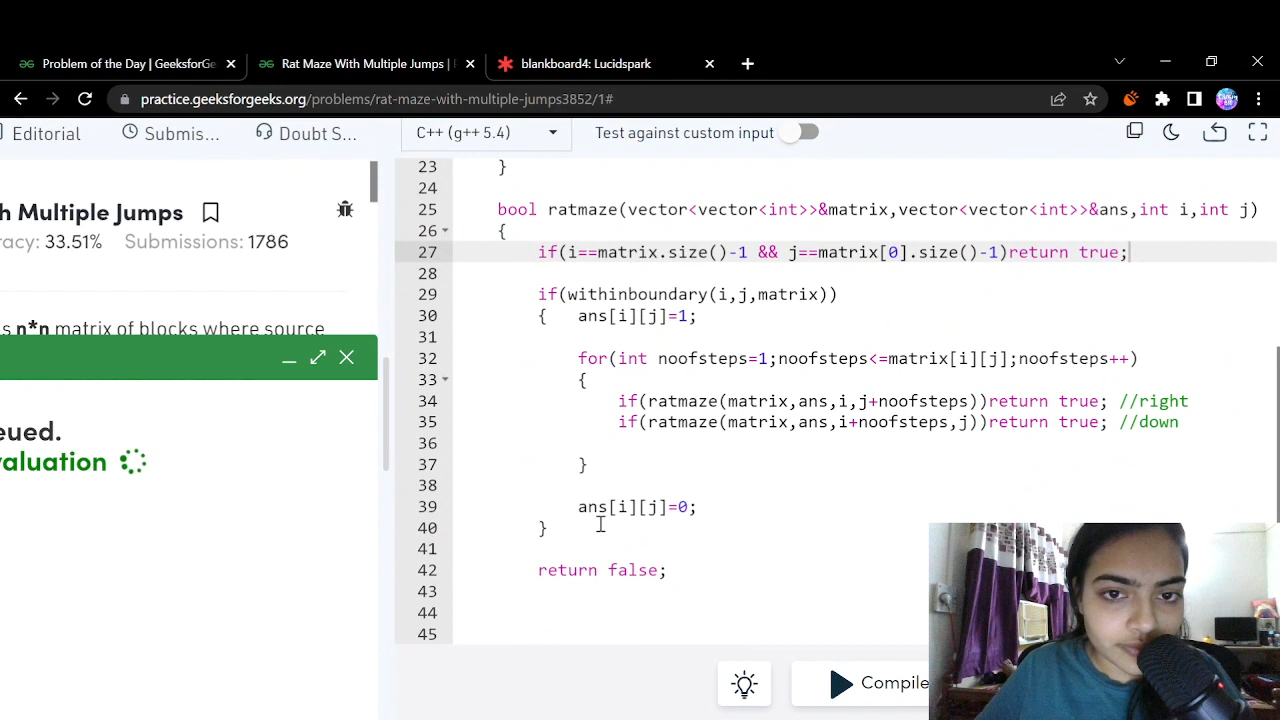 Problem of the Day | GeeksforGe
Rat Maze With Multiple Jumps |
blankboard4: Lucidspark
practice.geeksforgeeks.org/problems/rat-maze-with-multiple-jumps3852/1#
Editorial
Submis...
Doubt S...
C++ (g++ 5.4)
Test against custom input
h Multiple Jumps
racy: 33.51% Submissions: 1786
s n*n matrix of blocks where source
eued.
valuation
23 }
24
25 bool ratmaze(vector<vector<int>>&matrix,vector<vector<int>>&ans,int i,int j)
26 {
27 if(i==matrix.size()-1 && j==matrix[0].size()-1)return true;
28
29 if(withinboundary(i,j,matrix))
30 { ans[i][j]=1;
31
32 for(int noofsteps=1;noofsteps<=matrix[i][j];noofsteps++)
33 {
34 if(ratmaze(matrix,ans,i,j+noofsteps))return true; //right
35 if(ratmaze(matrix,ans,i+noofsteps,j))return true; //down
36
37 }
38
39 ans[i][j]=0;
40 }
41
42 return false;
43
44
45
Compile